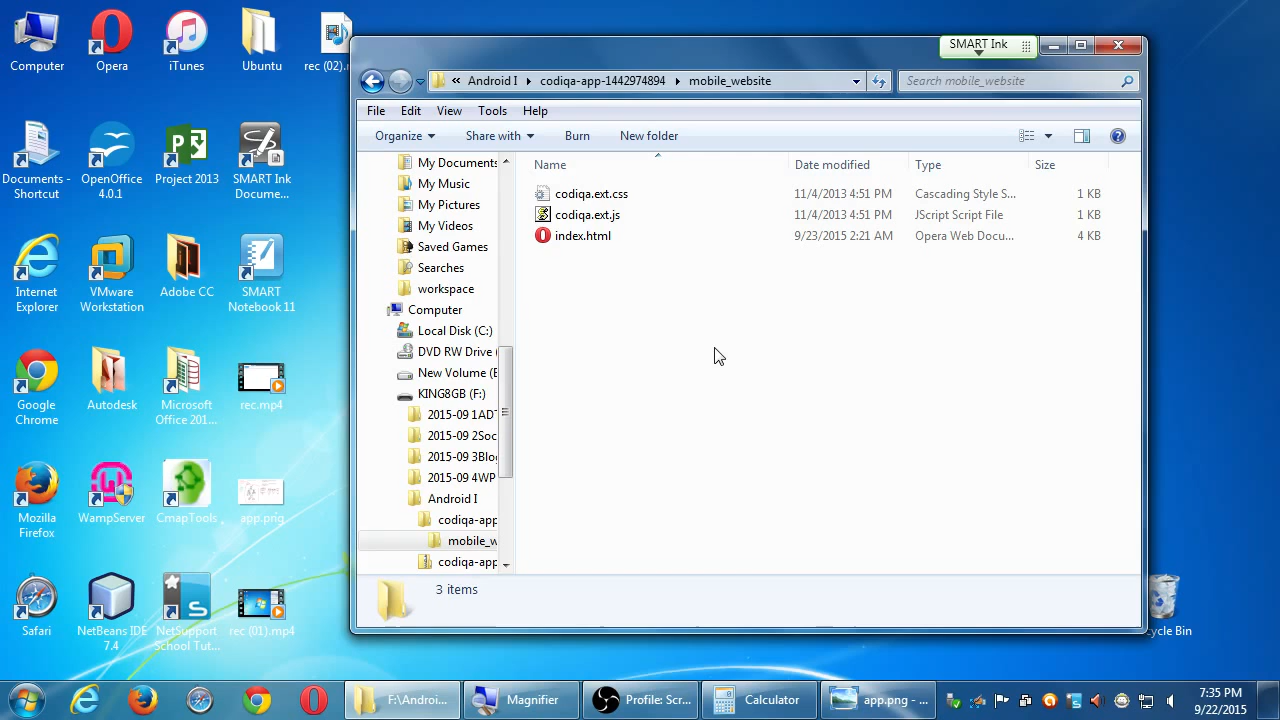 Computer
Opera
iTunes
Ubuntu
rec (02).m
Documents -
Shortcut
OpenOffice
4.0.1
Project 2013
SMART Ink
Docume...
Internet
Explorer
VMware
Workstation
Adobe CC
SMART
Notebook 11
Google
Chrome
Autodesk
Microsoft
Office 201...
rec.mp4
Mozilla
Firefox
WampServer
CmapTools
app.png
Safari
NetBeans IDE
7.4
NetSupport
School Tut...
rec (01).mp4
SMART Ink
« Android I codiqa-app-1442974894 mobile_website
Search mobile_website
File Edit View Tools Help
Organize Share with Burn New folder
My Documents
My Music
My Pictures
My Videos
Saved Games
Searches
workspace
Computer
Local Disk (C:)
DVD RW Drive (
New Volume (E
KING8GB (F:)
2015-09 1ADT
2015-09 2Soc
2015-09 3Blo
2015-09 4WP
Android I
codiqa-app
mobile_w
codiqa-app
Name Date modified Type Size
codiqa.ext.css 11/4/2013 4:51 PM Cascading Style S... 1 KB
codiqa.ext.js 11/4/2013 4:51 PM JScript Script File 1 KB
index.html 9/23/2015 2:21 AM Opera Web Docu... 4 KB
3 items
cycle Bin
F:\Androi...
Magnifier
Profile: Scr...
Calculator
app.png - ...
7:35 PM
9/22/2015